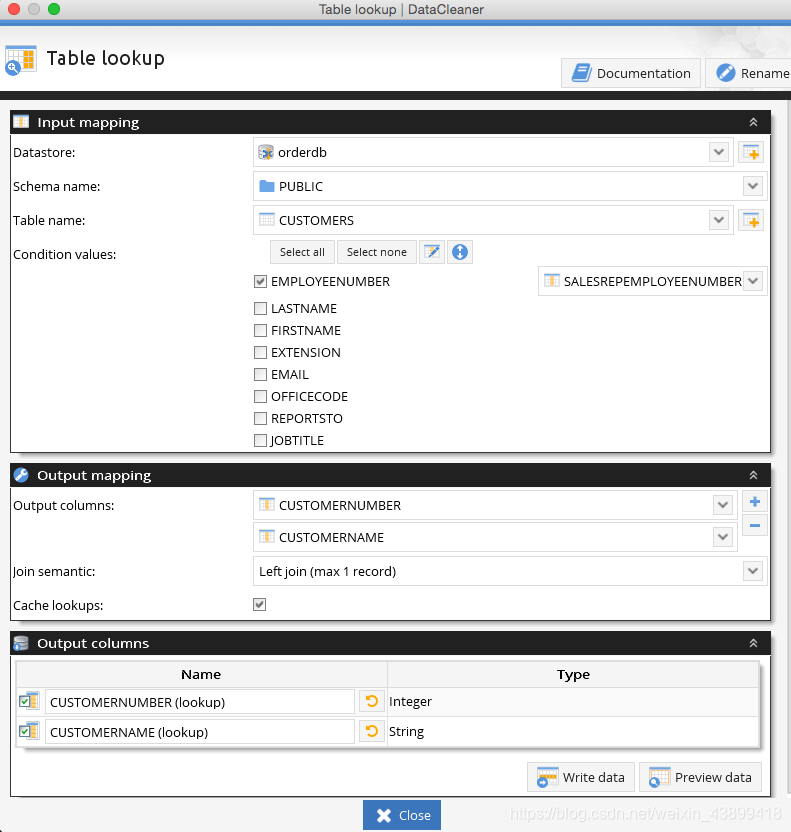 Table lookup | DataCleaner
Table lookup
Documentation
Rename
Input mapping
Datastore:
orderdb
Schema name:
PUBLIC
Table name:
CUSTOMERS
Condition values:
Select all
Select none
EMPLOYEENUMBER
SALESREPEMPLOYEENUMBER
LASTNAME
FIRSTNAME
EXTENSION
EMAIL
OFFICECODE
REPORTSTO
JOBTITLE
Output mapping
Output columns:
CUSTOMERNUMBER
CUSTOMERNAME
Join semantic:
Left join (max 1 record)
Cache lookups:
Output columns
Name
Type
CUSTOMERNUMBER (lookup)
Integer
CUSTOMERNAME (lookup)
String
Write data
Preview data
Close
https://blog.csdn.net/weixin_43899418